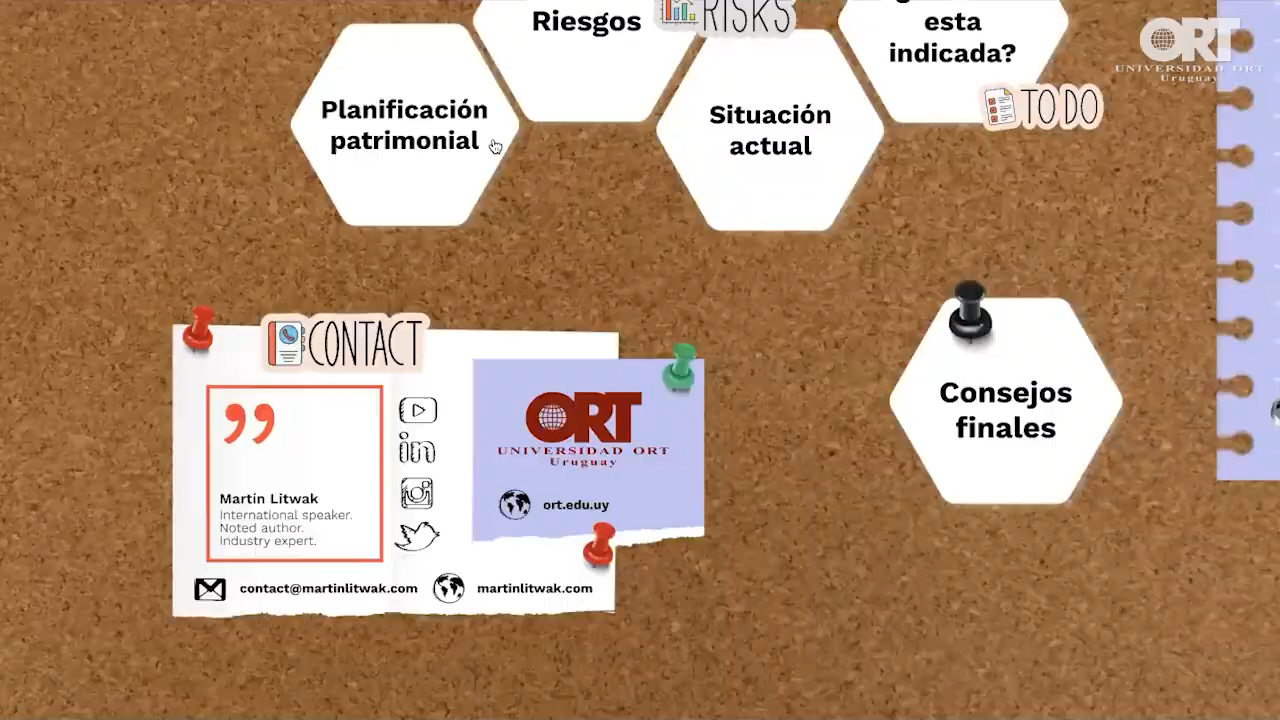 Riesgos
RISKS
esta
indicada?
ORT
UNIVERSIDAD ORT
Uruguay
Planificación
patrimonial
Situación
actual
TO DO
CONTACT
Martín Litwak
International speaker.
Noted author.
Industry expert.
in
contact@martinlitwak.com
martinlitwak.com
ORT
UNIVERSIDAD ORT
Uruguay
ort.edu.uy
Consejos
finales